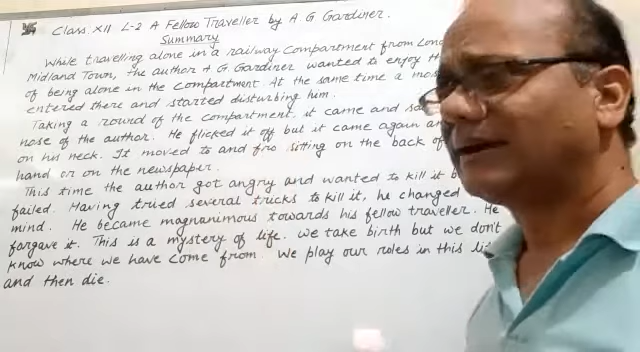 卐 Class XII L-2 A Fellow Traveller by A. G. Gardiner.
Summary
While travelling alone in a railway compartment from
Midland Town, the author A G. Gardiner wanted to enjoy
of being alone in the compartment. At the same time a
entered there and started disturbing him.
Taking a round of the compartment, it came and
nose of the author. He flicked it off but it came again
on his neck. It moved to and fro sitting on the back of
hand or on the newspaper.
This time the author got angry and wanted to kill it
failed. Having tried several tricks to kill it, he changed
mind. He became magnanimous towards his fellow traveller. He
forgave it. This is a mystery of life. We take birth but we don't
know where we have come from. We play our roles in this
and then die.